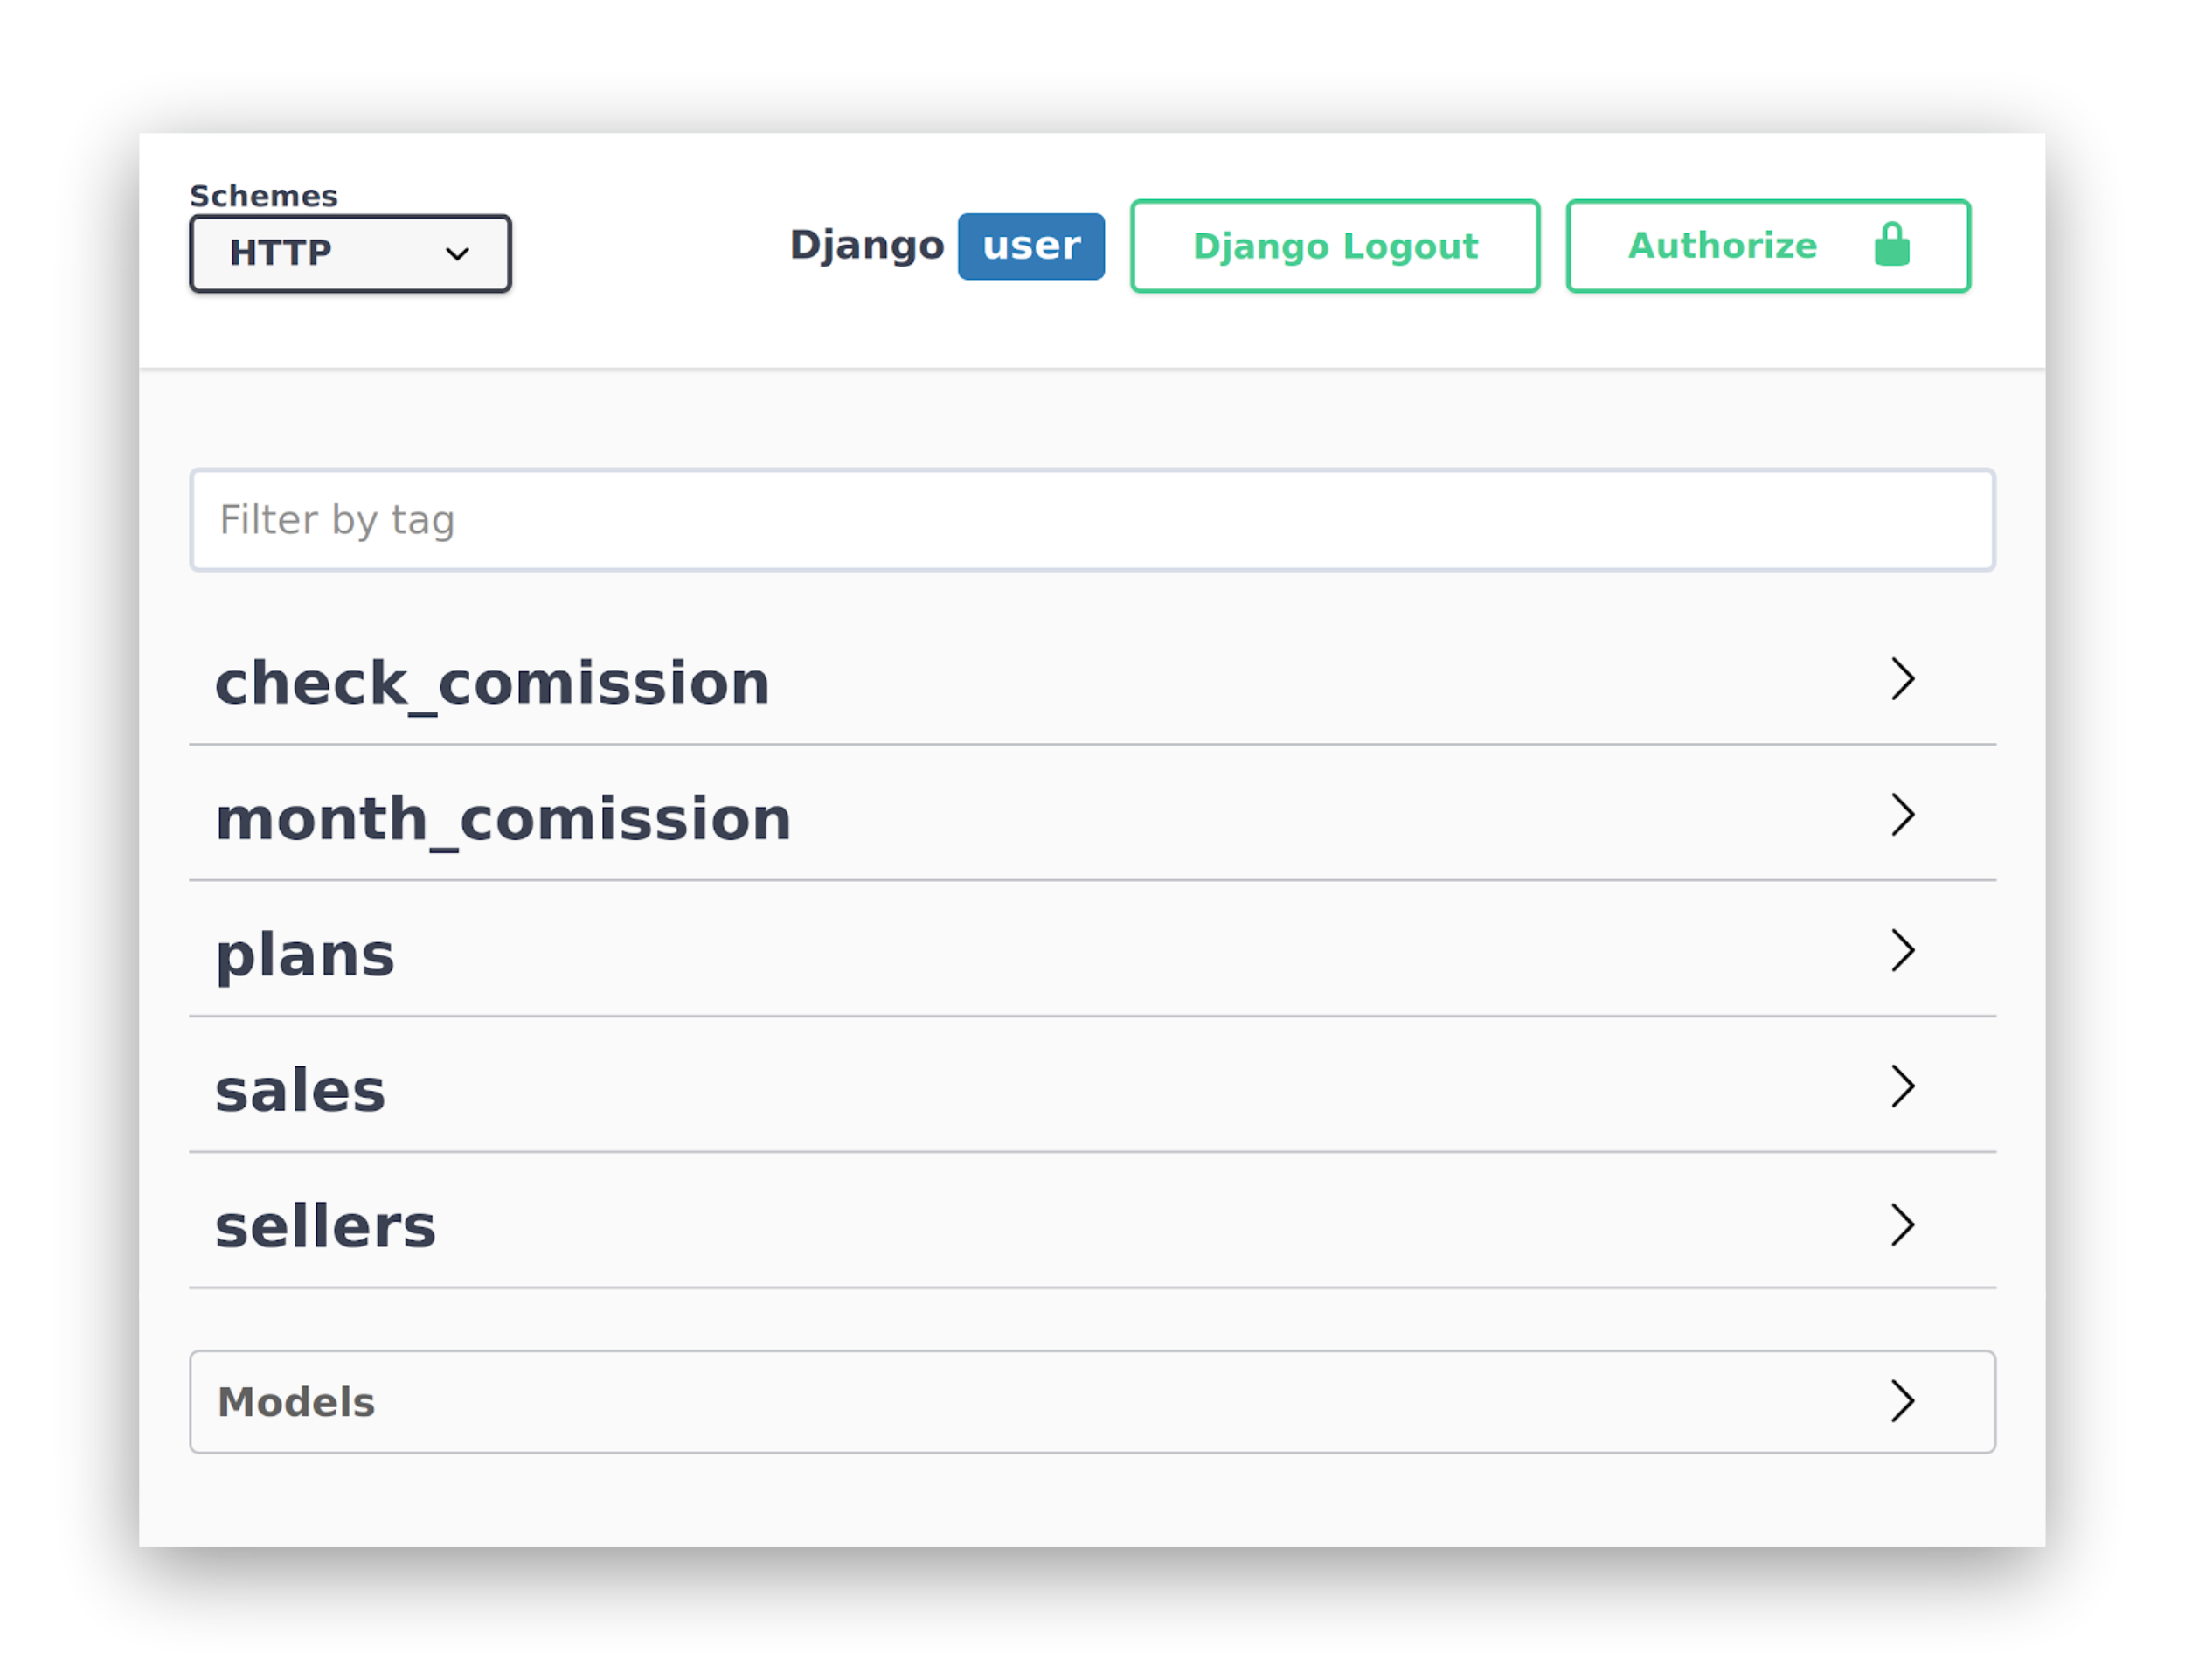 Schemes
HTTP
Django user
Django Logout
Authorize
Filter by tag
check_comission
month_comission
plans
sales
sellers
Models